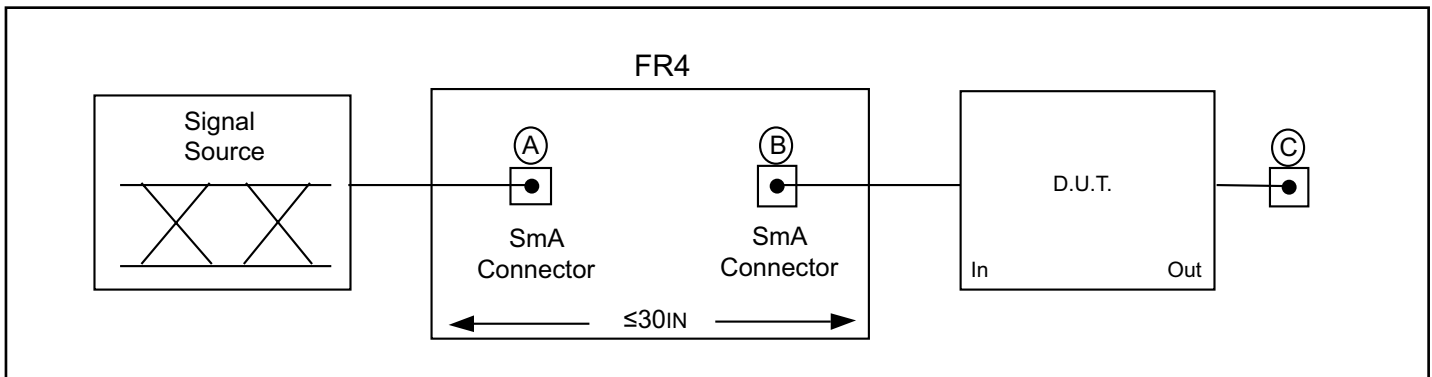 FR4
Signal
Source
A
B
C
D.U.T.
SmA
Connector
SmA
Connector
In
Out
≤30IN